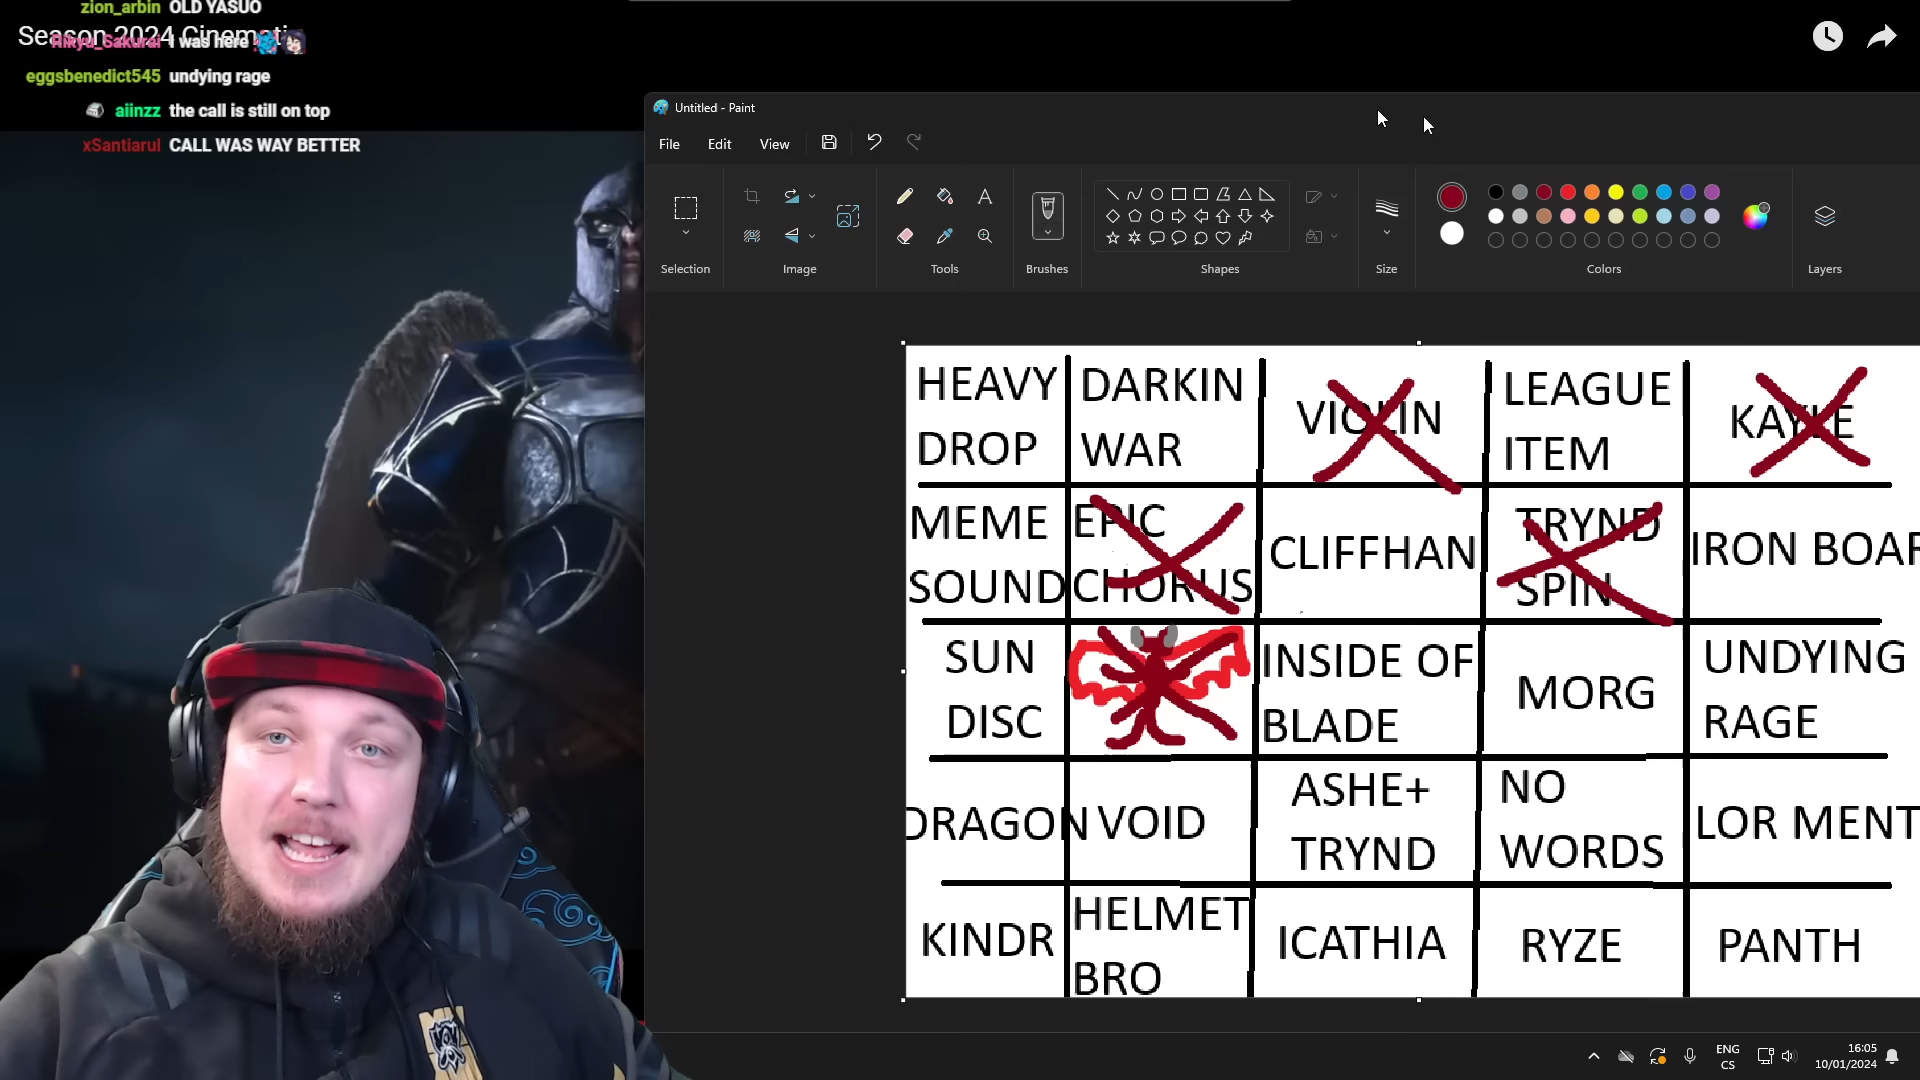 zion_arbin OLD YASUO
Season 2024 Cinemati
Rikyu_Sakurai I was here
eggsbenedict545 undying rage
aiinzz the call is still on top
xSantiarul CALL WAS WAY BETTER
Untitled - Paint
File Edit View
Selection Image Tools Brushes Shapes Size Colors Layers
HEAVY
DROP
DARKIN
WAR
VIOLIN
LEAGUE
ITEM
KAYLE
MEME
SOUND
EPIC
CHORUS
CLIFFHAN
TRYND
SPIN
IRON BOAR
SUN
DISC
INSIDE OF
BLADE
MORG
UNDYING
RAGE
DRAGON
VOID
ASHE+
TRYND
NO
WORDS
LOR MENT
KINDR
HELMET
BRO
ICATHIA
RYZE
PANTH
ENG
CS
16:05
10/01/2024